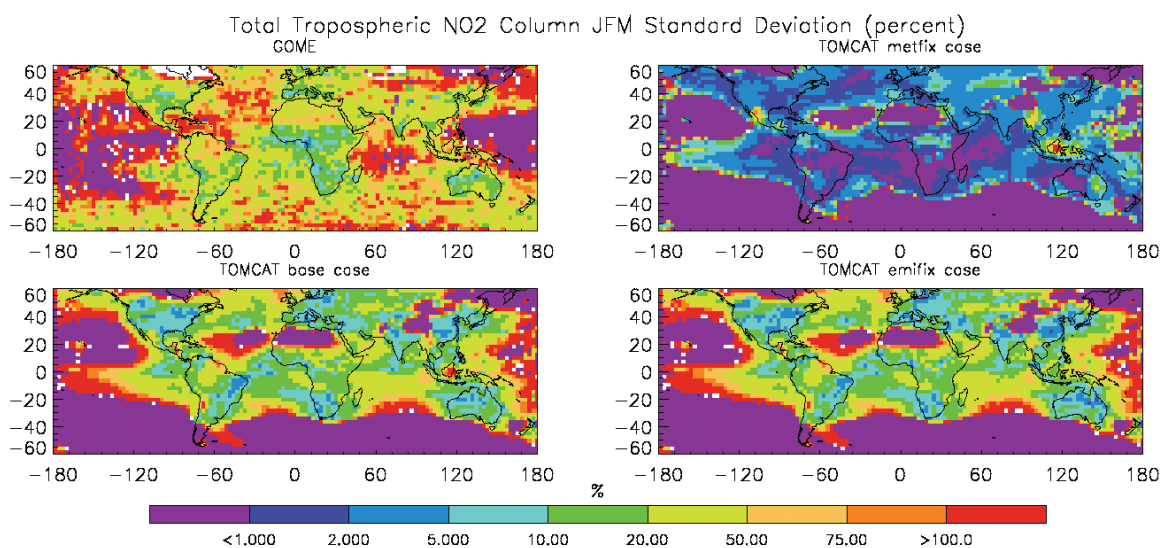 Total Tropospheric NO2 Column JFM Standard Deviation (percent)
GOME
60
40
20
0
-20
-40
-60
-180 -120 -60 0 60 120 180
TOMCAT metfix case
60
40
20
0
-20
-40
-60
-180 -120 -60 0 60 120 180
TOMCAT base case
60
40
20
0
-20
-40
-60
-180 -120 -60 0 60 120 180
TOMCAT emifix case
60
40
20
0
-20
-40
-60
-180 -120 -60 0 60 120 180
%
<1.000 2.000 5.000 10.00 20.00 50.00 75.00 >100.0